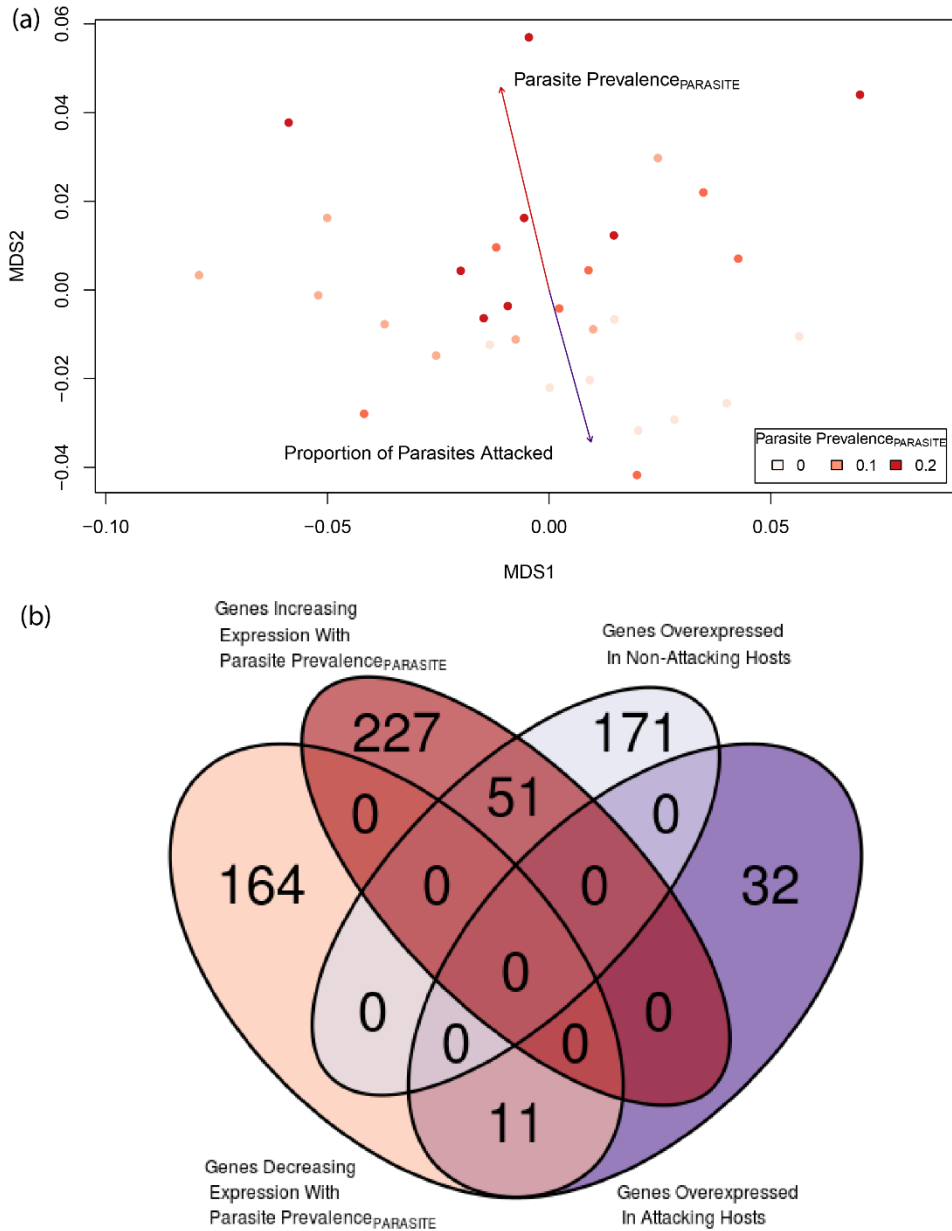 (a)
0.06
0.04
0.02
0.00
−0.02
−0.04
MDS2
Parasite PrevalencePARASITE
Proportion of Parasites Attacked
Parasite PrevalencePARASITE
0 0.1 0.2
−0.10 −0.05 0.00 0.05
MDS1
(b)
Genes Increasing
Expression With
Parasite PrevalencePARASITE
Genes Overexpressed
In Non-Attacking Hosts
227 171
51
0 0
164 0 0 32
0
0 0
0 0
11
Genes Decreasing
Expression With
Parasite PrevalencePARASITE
Genes Overexpressed
In Attacking Hosts